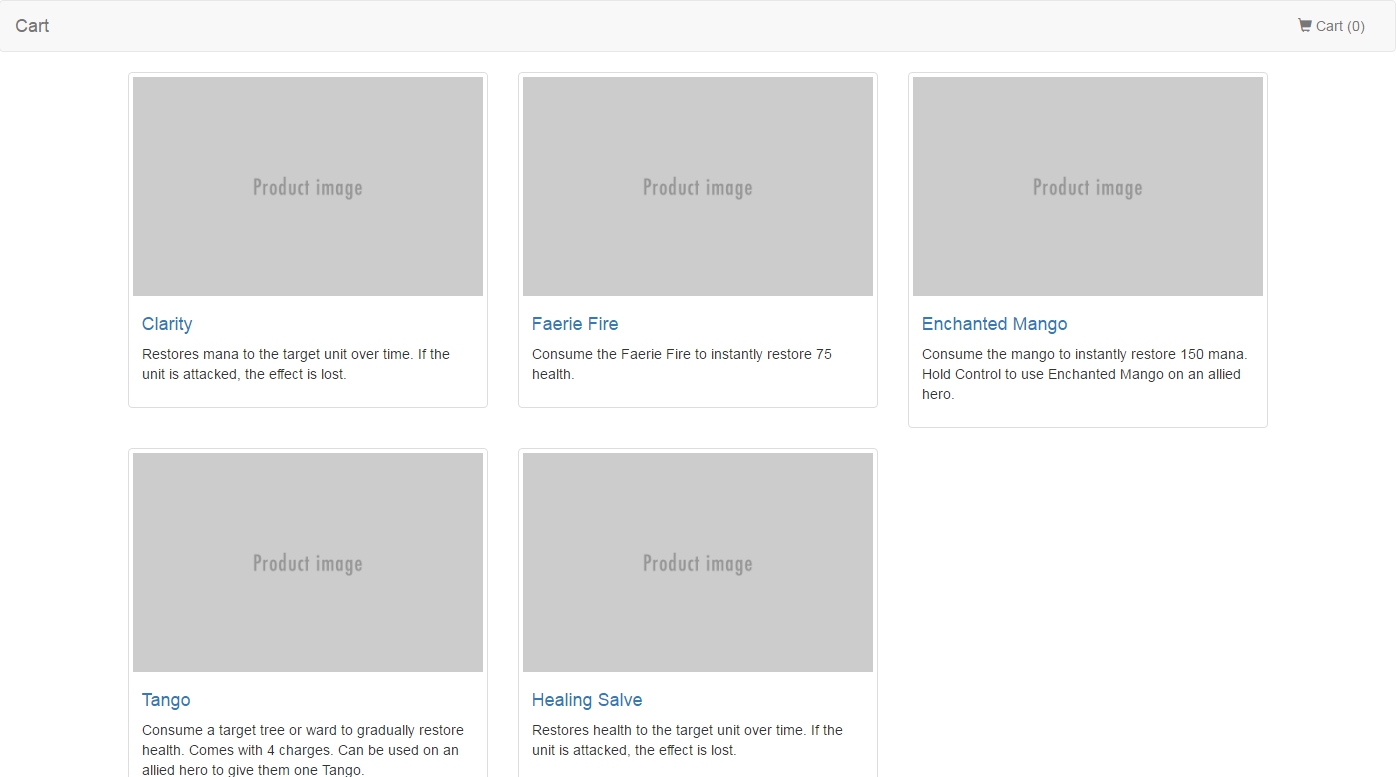 Cart
Cart (0)
Product image
Product image
Product image
Clarity
Restores mana to the target unit over time. If the
unit is attacked, the effect is lost.
Faerie Fire
Consume the Faerie Fire to instantly restore 75
health.
Enchanted Mango
Consume the mango to instantly restore 150 mana.
Hold Control to use Enchanted Mango on an allied
hero.
Product image
Product image
Tango
Consume a target tree or ward to gradually restore
health. Comes with 4 charges. Can be used on an
allied hero to give them one Tango.
Healing Salve
Restores health to the target unit over time. If the
unit is attacked, the effect is lost.